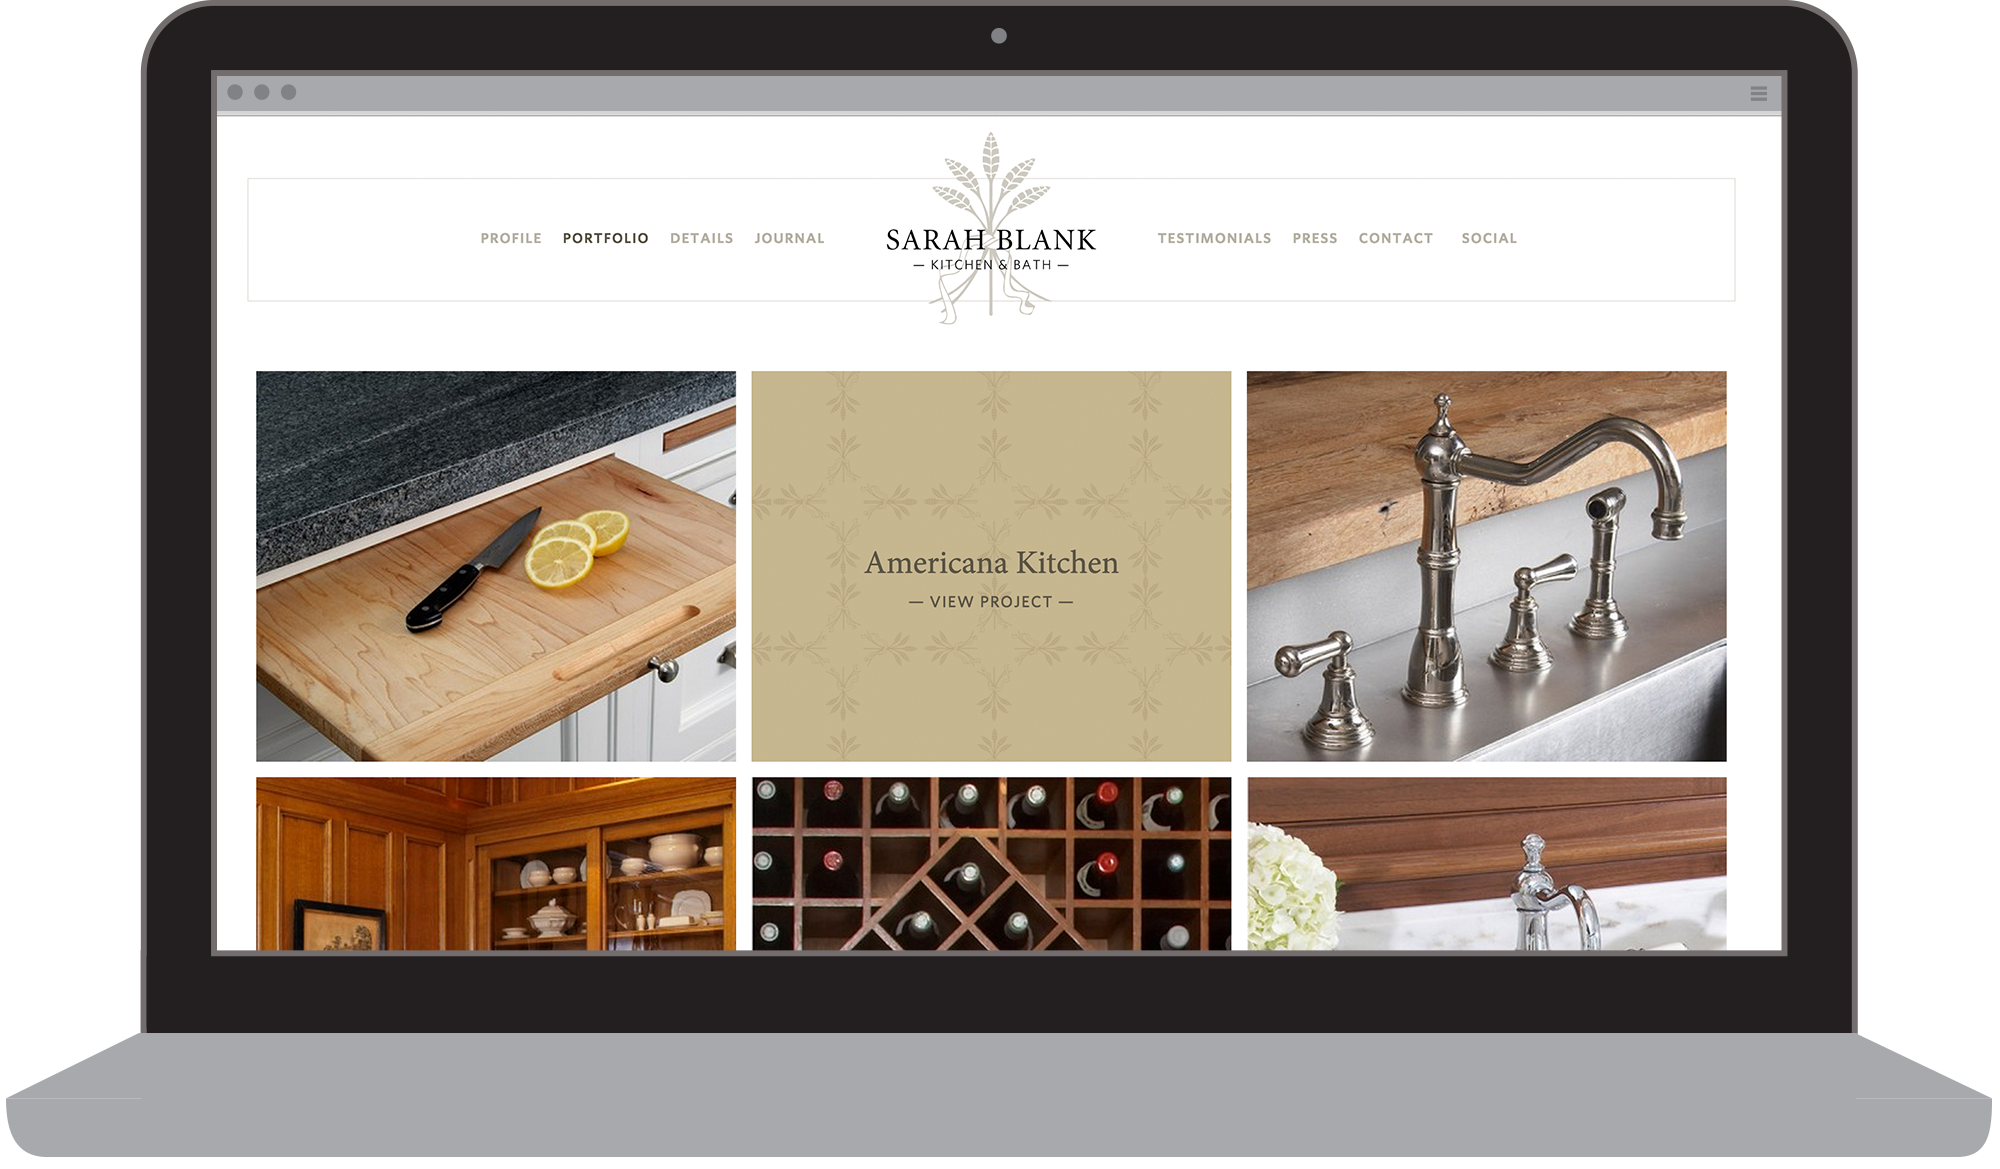 PROFILE PORTFOLIO DETAILS JOURNAL
SARAH BLANK
— KITCHEN & BATH —
TESTIMONIALS PRESS CONTACT SOCIAL
Americana Kitchen
— VIEW PROJECT —